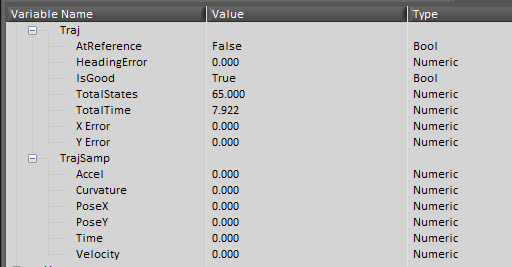 Variable Name Value Type
Traj
AtReference False Bool
HeadingError 0.000 Numeric
IsGood True Bool
TotalStates 65.000 Numeric
TotalTime 7.922 Numeric
X Error 0.000 Numeric
Y Error 0.000 Numeric
TrajSamp
Accel 0.000 Numeric
Curvature 0.000 Numeric
PoseX 0.000 Numeric
PoseY 0.000 Numeric
Time 0.000 Numeric
Velocity 0.000 Numeric